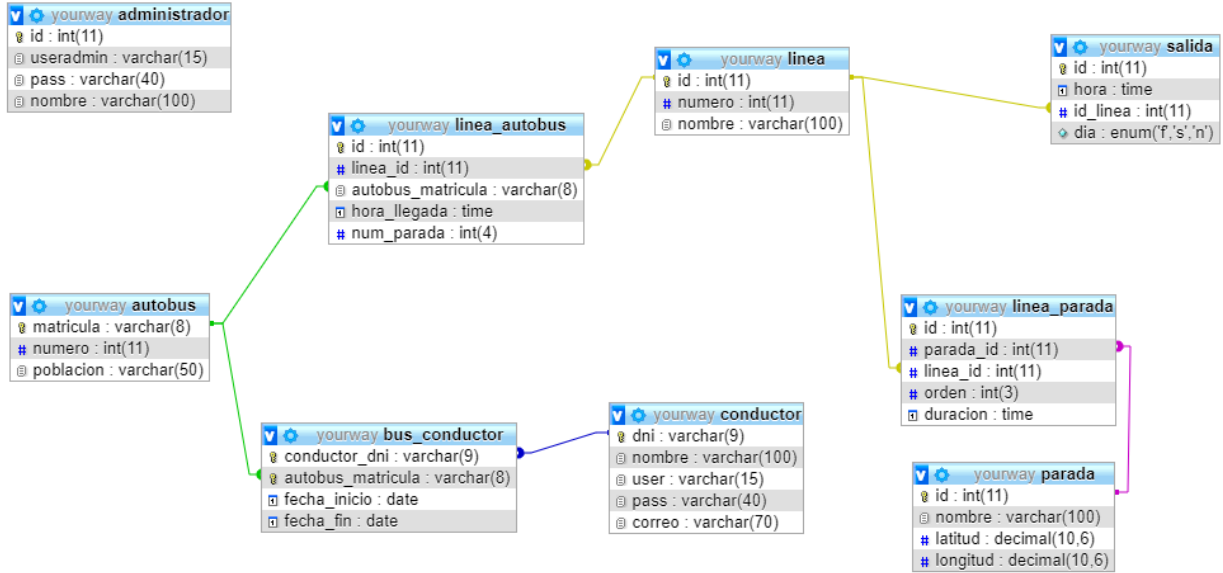 yourway administrador
id : int(11)
useradmin : varchar(15)
pass : varchar(40)
nombre : varchar(100)
yourway linea_autobus
id : int(11)
linea_id : int(11)
autobus_matricula : varchar(8)
hora_llegada : time
num_parada : int(4)
yourway linea
id : int(11)
numero : int(11)
nombre : varchar(100)
yourway salida
id : int(11)
hora : time
id_linea : int(11)
dia : enum('f','s','n')
yourway autobus
matricula : varchar(8)
numero : int(11)
poblacion : varchar(50)
yourway bus_conductor
conductor_dni : varchar(9)
autobus_matricula : varchar(8)
fecha_inicio : date
fecha_fin : date
yourway conductor
dni : varchar(9)
nombre : varchar(100)
user : varchar(15)
pass : varchar(40)
correo : varchar(70)
yourway linea_parada
id : int(11)
parada_id : int(11)
linea_id : int(11)
orden : int(3)
duracion : time
yourway parada
id : int(11)
nombre : varchar(100)
latitud : decimal(10,6)
longitud : decimal(10,6)